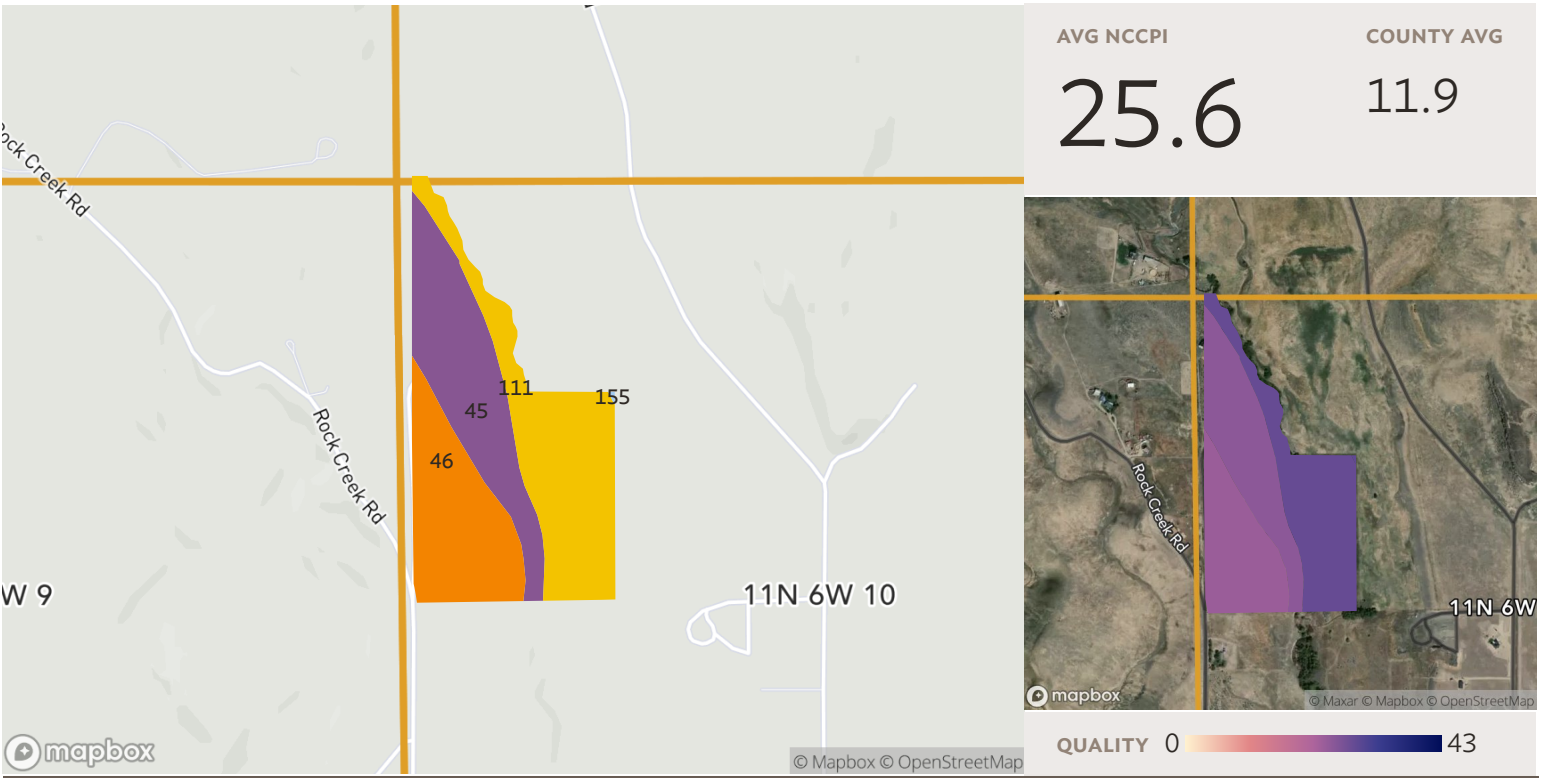 AVG NCCPI
COUNTY AVG
25.6
11.9
Rock Creek Rd
111
155
45
46
Rock Creek Rd
W 9
11N 6W 10
mapbox
© Mapbox © OpenStreetMap
Rock Creek Rd
11N 6W
mapbox
© Maxar © Mapbox © OpenStreetMap
QUALITY 0 43